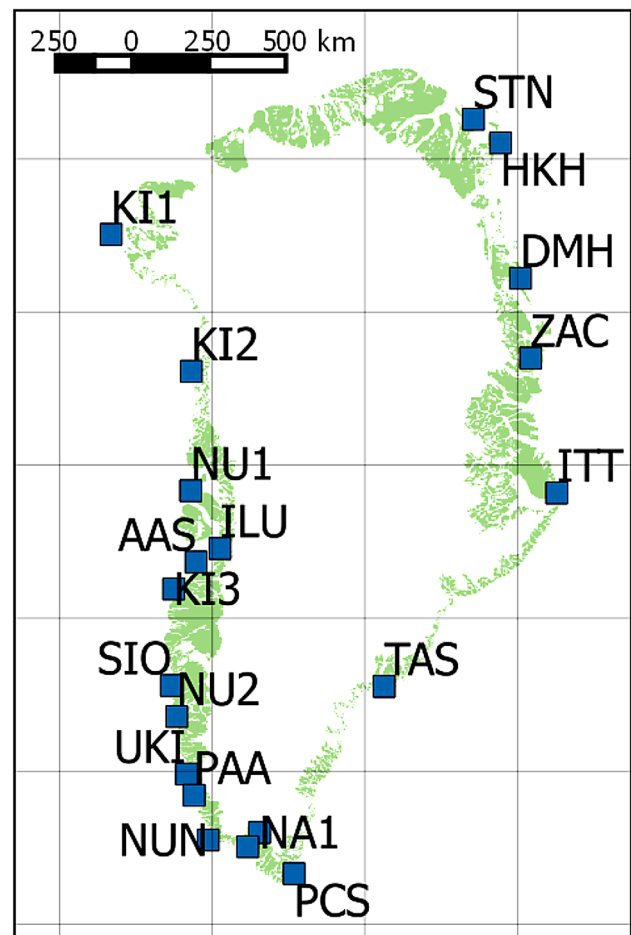 250 0 250 500 km
STN
HKH
KI1
DMH
ZAC
KI2
NU1
ITT
ILU
AAS
KI3
SIO
TAS
NU2
UKI
PAA
NUN
NA1
PCS